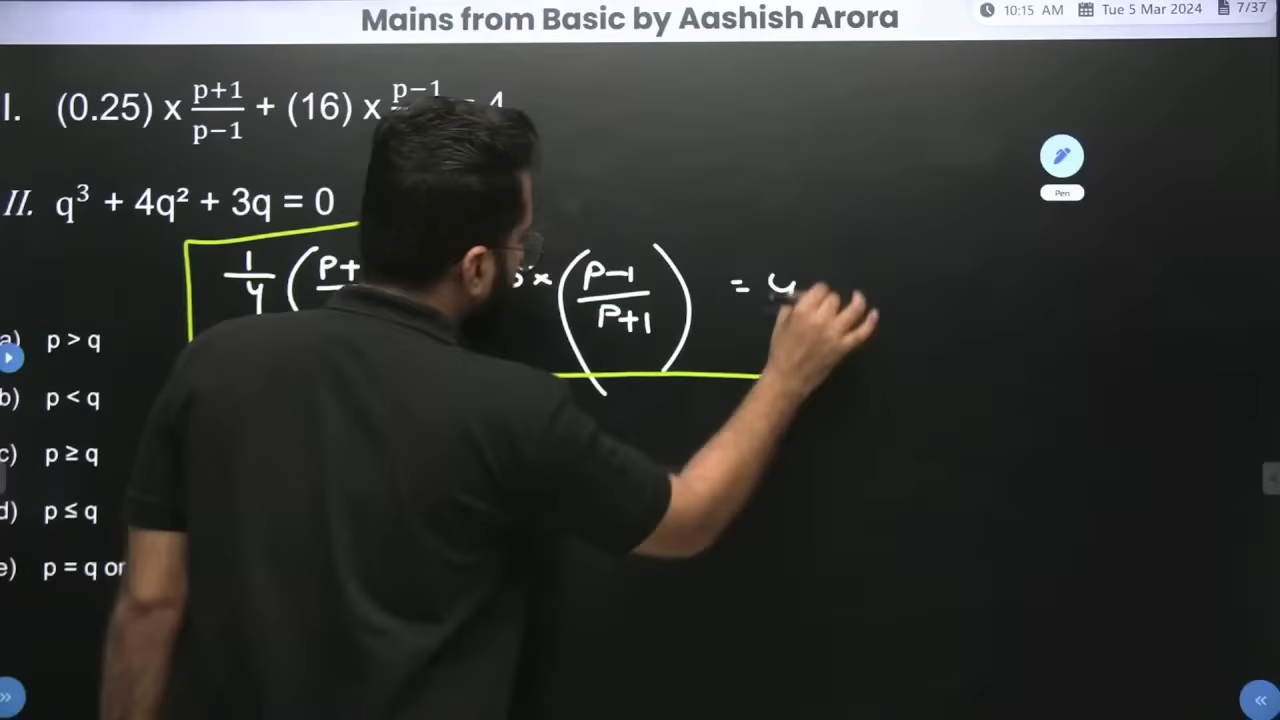 Mains from Basic by Aashish Arora
10:15 AM Tue 5 Mar 2024 7/37
I. (0.25) x p+1/p−1 + (16) x p−1 = 4
II. q³ + 4q² + 3q = 0
1/4 (p+ x (p−1/p+1) = 4
Pen
a) p > q
b) p < q
c) p ≥ q
d) p ≤ q
e) p = q or